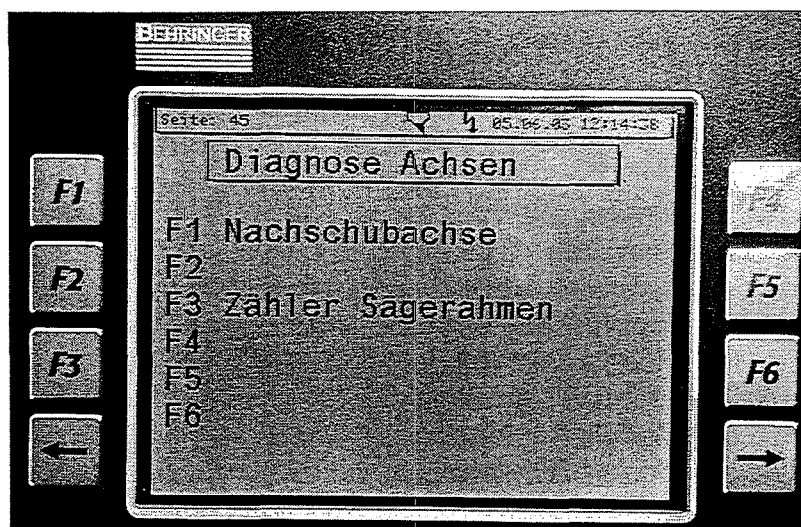 BEHRINGER
Seite: 45 05.06.03 12:14:38
Diagnose Achsen
F1 Nachschubachse
F2
F3 Zähler Sägerahmen
F4
F5
F6
F1
F2
F3
←
F4
F5
F6
→